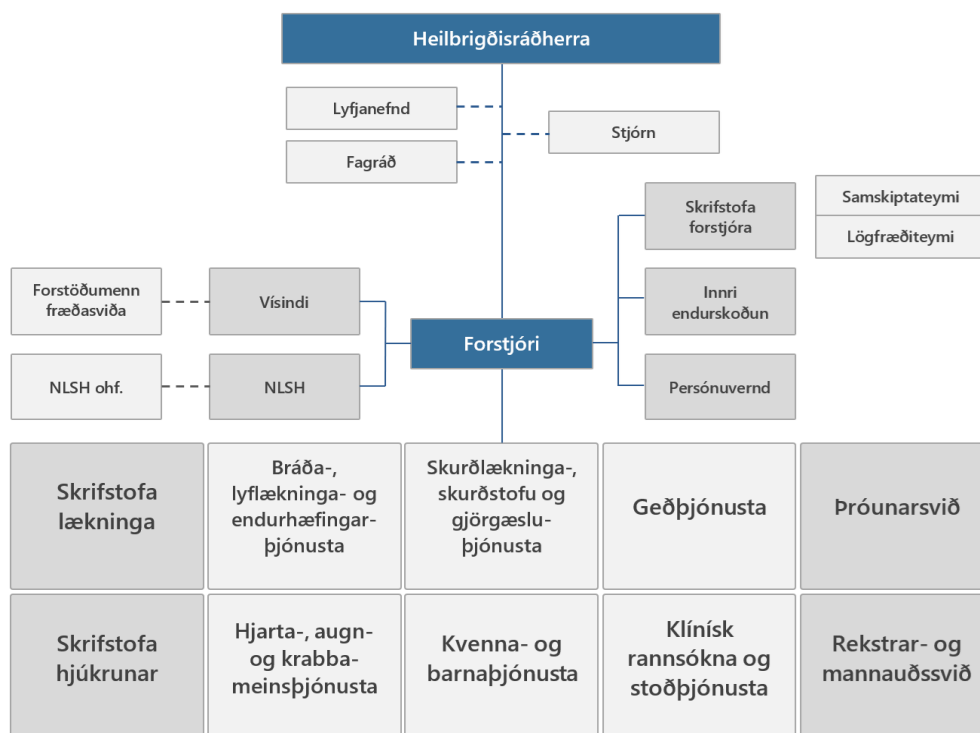 Heilbrigðisráðherra
Lyfjanefnd
Stjórn
Fagráð
Skrifstofa
forstjóra
Samskiptateymi
Lögfræðiteymi
Forstöðumenn
fræðasviða
Vísindi
Innri
endurskoðun
Forstjóri
NLSH ohf.
NLSH
Persónuvernd
Skrifstofa
lækninga
Bráða-,
lyflækninga- og
endurhæfingar-
þjónusta
Skurðlækninga-,
skurðstofu og
gjörgæslu-
þjónusta
Geðþjónusta
Þróunarsvið
Skrifstofa
hjúkrunar
Hjarta-, augn-
og krabba-
meinsþjónusta
Kvenna- og
barnaþjónusta
Klínísk
rannsókna og
stoðþjónusta
Rekstrar- og
mannauðssvið